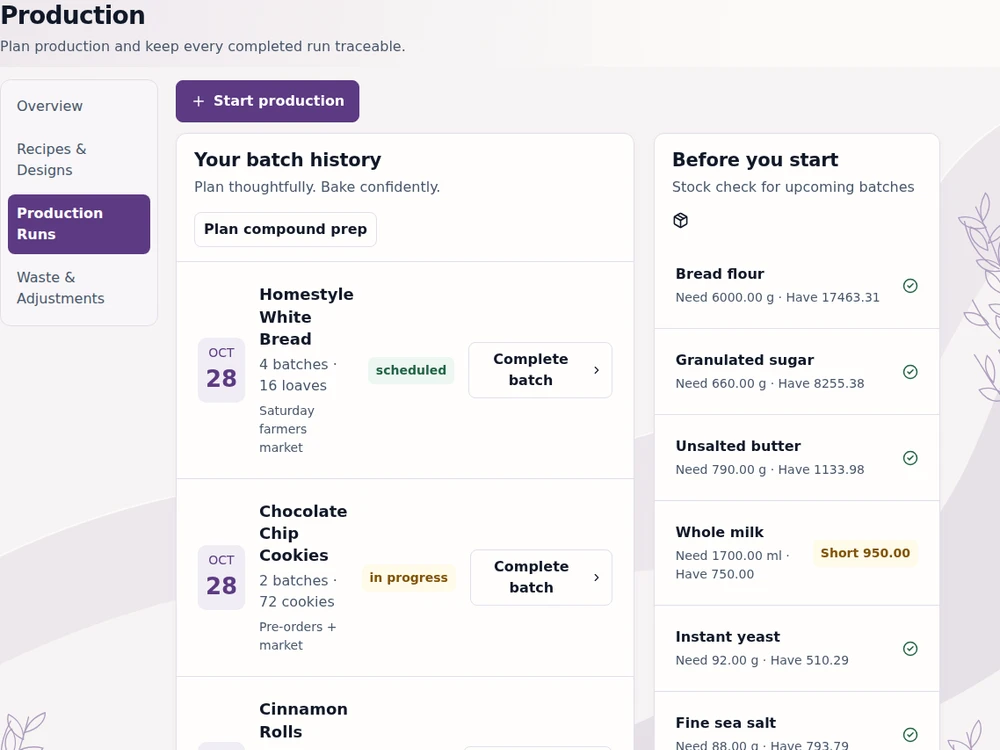 Production
Plan production and keep every completed run traceable.
Overview
Recipes &
Designs
Production
Runs
Waste &
Adjustments
+ Start production
Your batch history
Plan thoughtfully. Bake confidently.
Plan compound prep
OCT
28
Homestyle
White
Bread
4 batches ·
16 loaves
Saturday
farmers
market
scheduled
Complete
batch
OCT
28
Chocolate
Chip
Cookies
2 batches ·
72 cookies
Pre-orders +
market
in progress
Complete
batch
Cinnamon
Rolls
Before you start
Stock check for upcoming batches
Bread flour
Need 6000.00 g · Have 17463.31
Granulated sugar
Need 660.00 g · Have 8255.38
Unsalted butter
Need 790.00 g · Have 1133.98
Whole milk
Need 1700.00 ml ·
Have 750.00
Short 950.00
Instant yeast
Need 92.00 g · Have 510.29
Fine sea salt
Need 88.00 g · Have 793.79